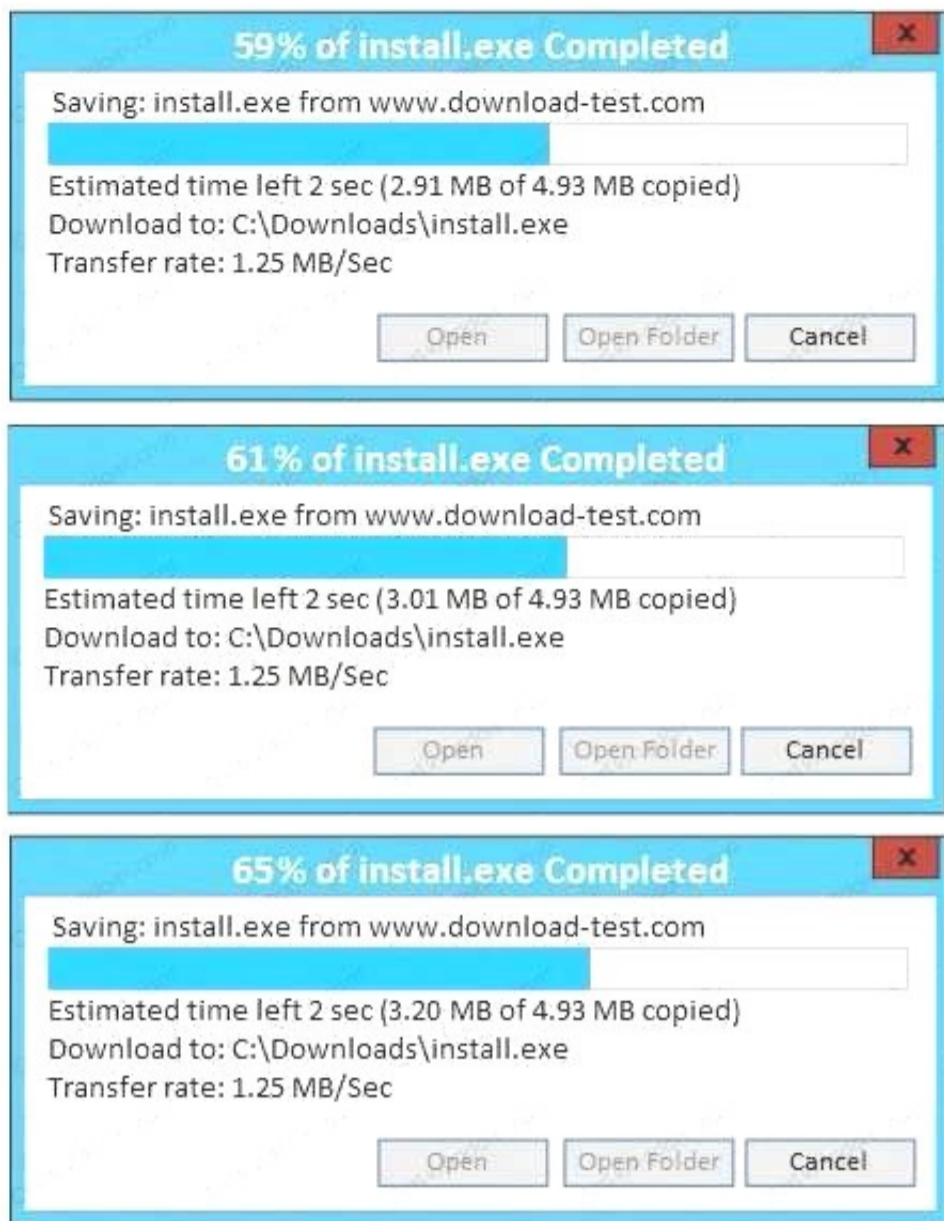 59% of install.exe Completed
x
Saving: install.exe from www.download-test.com
Estimated time left 2 sec (2.91 MB of 4.93 MB copied)
Download to: C:\Downloads\install.exe
Transfer rate: 1.25 MB/Sec
Open Open Folder Cancel
61% of install.exe Completed
x
Saving: install.exe from www.download-test.com
Estimated time left 2 sec (3.01 MB of 4.93 MB copied)
Download to: C:\Downloads\install.exe
Transfer rate: 1.25 MB/Sec
Open Open Folder Cancel
65% of install.exe Completed
x
Saving: install.exe from www.download-test.com
Estimated time left 2 sec (3.20 MB of 4.93 MB copied)
Download to: C:\Downloads\install.exe
Transfer rate: 1.25 MB/Sec
Open Open Folder Cancel